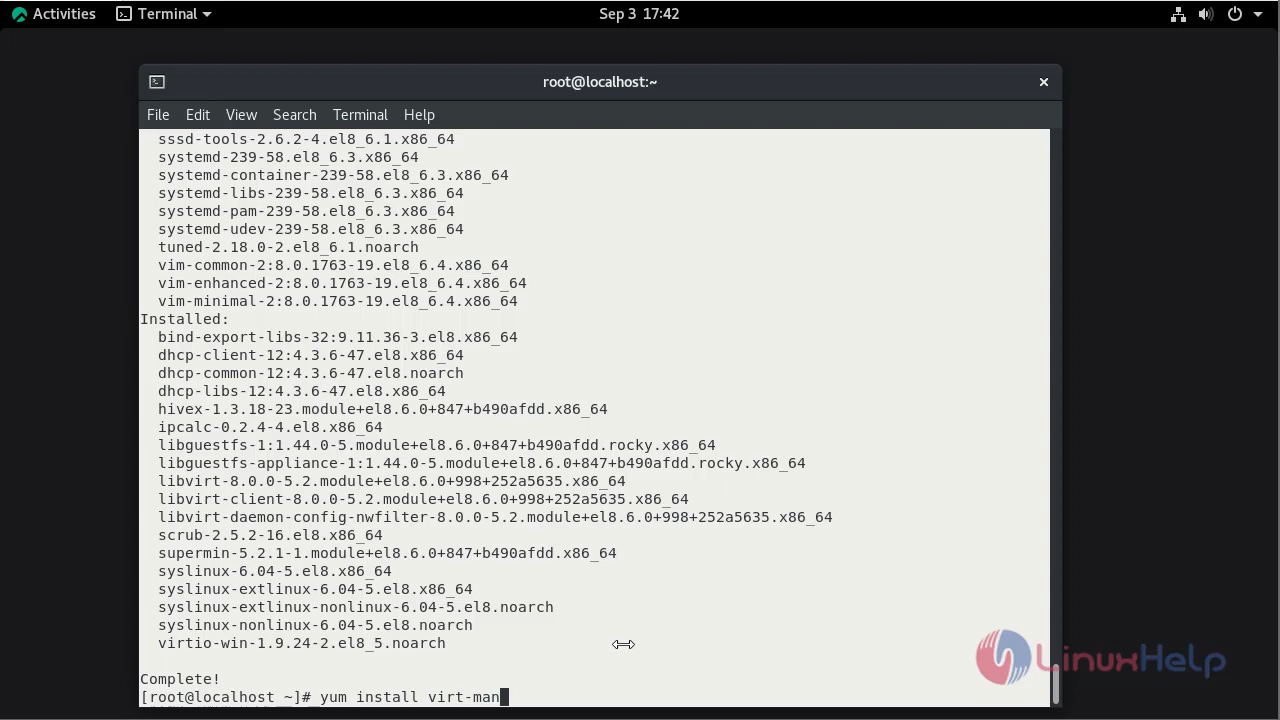 Activities Terminal Sep 3 17:42
root@localhost:~
File Edit View Search Terminal Help
sssd-tools-2.6.2-4.el8_6.1.x86_64
systemd-239-58.el8_6.3.x86_64
systemd-container-239-58.el8_6.3.x86_64
systemd-libs-239-58.el8_6.3.x86_64
systemd-pam-239-58.el8_6.3.x86_64
systemd-udev-239-58.el8_6.3.x86_64
tuned-2.18.0-2.el8_6.1.noarch
vim-common-2:8.0.1763-19.el8_6.4.x86_64
vim-enhanced-2:8.0.1763-19.el8_6.4.x86_64
vim-minimal-2:8.0.1763-19.el8_6.4.x86_64
Installed:
bind-export-libs-32:9.11.36-3.el8.x86_64
dhcp-client-12:4.3.6-47.el8.x86_64
dhcp-common-12:4.3.6-47.el8.noarch
dhcp-libs-12:4.3.6-47.el8.x86_64
hivex-1.3.18-23.module+el8.6.0+847+b490afdd.x86_64
ipcalc-0.2.4-4.el8.x86_64
libguestfs-1:1.44.0-5.module+el8.6.0+847+b490afdd.rocky.x86_64
libguestfs-appliance-1:1.44.0-5.module+el8.6.0+847+b490afdd.rocky.x86_64
libvirt-8.0.0-5.2.module+el8.6.0+998+252a5635.x86_64
libvirt-client-8.0.0-5.2.module+el8.6.0+998+252a5635.x86_64
libvirt-daemon-config-nwfilter-8.0.0-5.2.module+el8.6.0+998+252a5635.x86_64
scrub-2.5.2-16.el8.x86_64
supermin-5.2.1-1.module+el8.6.0+847+b490afdd.x86_64
syslinux-6.04-5.el8.x86_64
syslinux-extlinux-6.04-5.el8.x86_64
syslinux-extlinux-nonlinux-6.04-5.el8.noarch
syslinux-nonlinux-6.04-5.el8.noarch
virtio-win-1.9.24-2.el8_5.noarch
LinuxHelp
Complete!
[root@localhost ~]# yum install virt-man